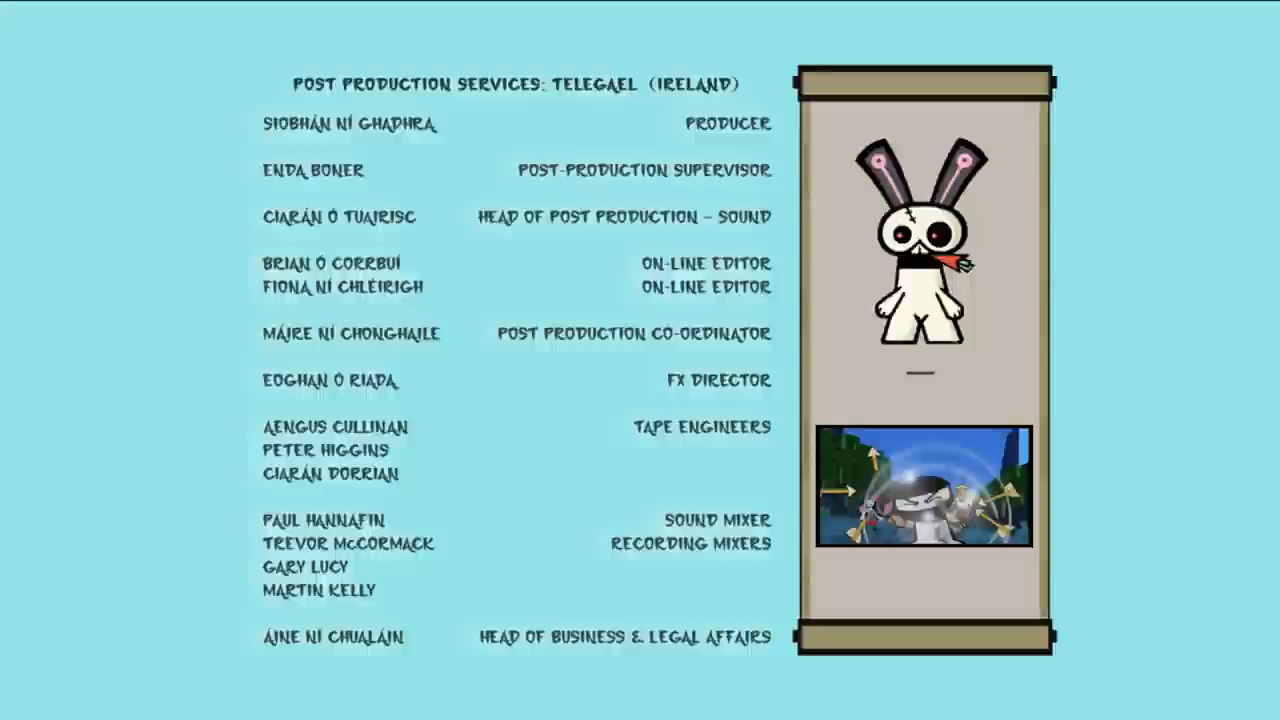 POST PRODUCTION SERVICES: TELEGAEL (IRELAND)
SIOBHÁN NÍ GHADHRA PRODUCER
ENDA BONER POST-PRODUCTION SUPERVISOR
CIARÁN Ó TUAIRISC HEAD OF POST PRODUCTION – SOUND
BRIAN Ó CORRBUÍ ON-LINE EDITOR
FIONA NÍ CHLÉIRIGH ON-LINE EDITOR
MÁIRE NÍ CHONGHAILE POST PRODUCTION CO-ORDINATOR
EOGHAN Ó RIADA FX DIRECTOR
AENGUS CULLINAN TAPE ENGINEERS
PETER HIGGINS
CIARÁN DORRIAN
PAUL HANNAFIN SOUND MIXER
TREVOR McCORMACK RECORDING MIXERS
GARY LUCY
MARTIN KELLY
ÁINE NÍ CHUALÁIN HEAD OF BUSINESS & LEGAL AFFAIRS